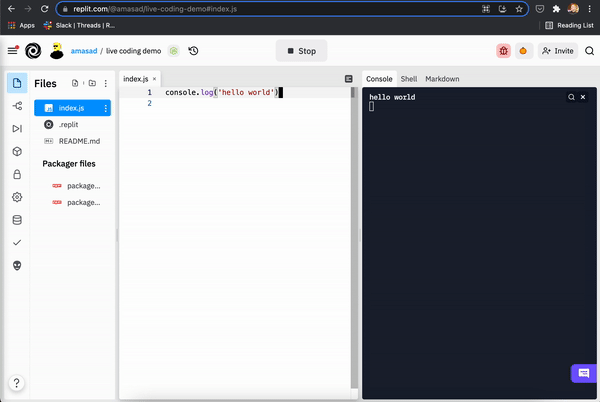 replit.com/@amasad/live-coding-demo#index.js
Apps
Slack | Threads | R...
Reading List
amasad / live coding demo
Stop
Invite
Files
index.js
.replit
README.md
Packager files
package...
package...
index.js ×
1 console.log('hello world')
2
Console Shell Markdown
hello world
?